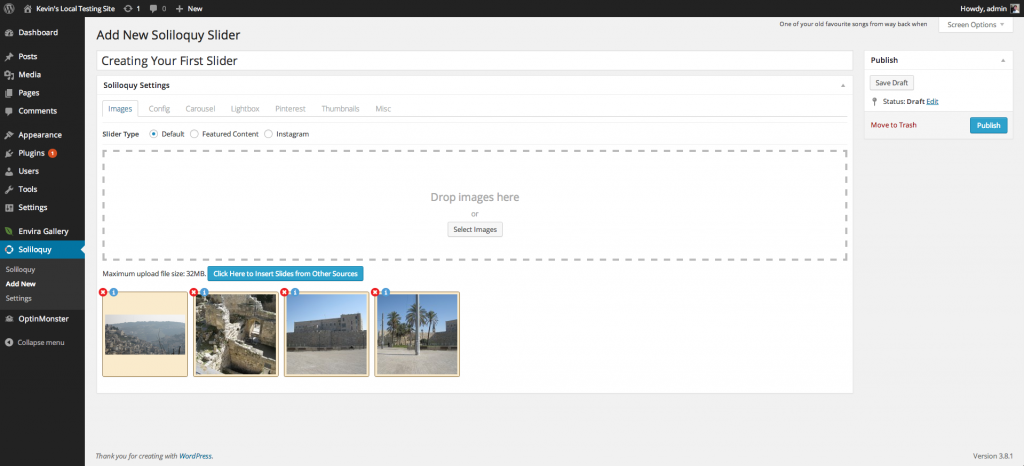 Kevin's Local Testing Site 1 0 New
Howdy, admin
One of your old favourite songs from way back when
Screen Options
Dashboard
Posts
Media
Pages
Comments
Appearance
Plugins 1
Users
Tools
Settings
Envira Gallery
Soliloquy
Soliloquy
Add New
Settings
OptinMonster
Collapse menu
Add New Soliloquy Slider
Creating Your First Slider
Soliloquy Settings
Images Config Carousel Lightbox Pinterest Thumbnails Misc
Slider Type Default Featured Content Instagram
Drop images here
or
Select Images
Maximum upload file size: 32MB. Click Here to Insert Slides from Other Sources
Publish
Save Draft
Status: Draft Edit
Move to Trash Publish
Thank you for creating with WordPress.
Version 3.8.1